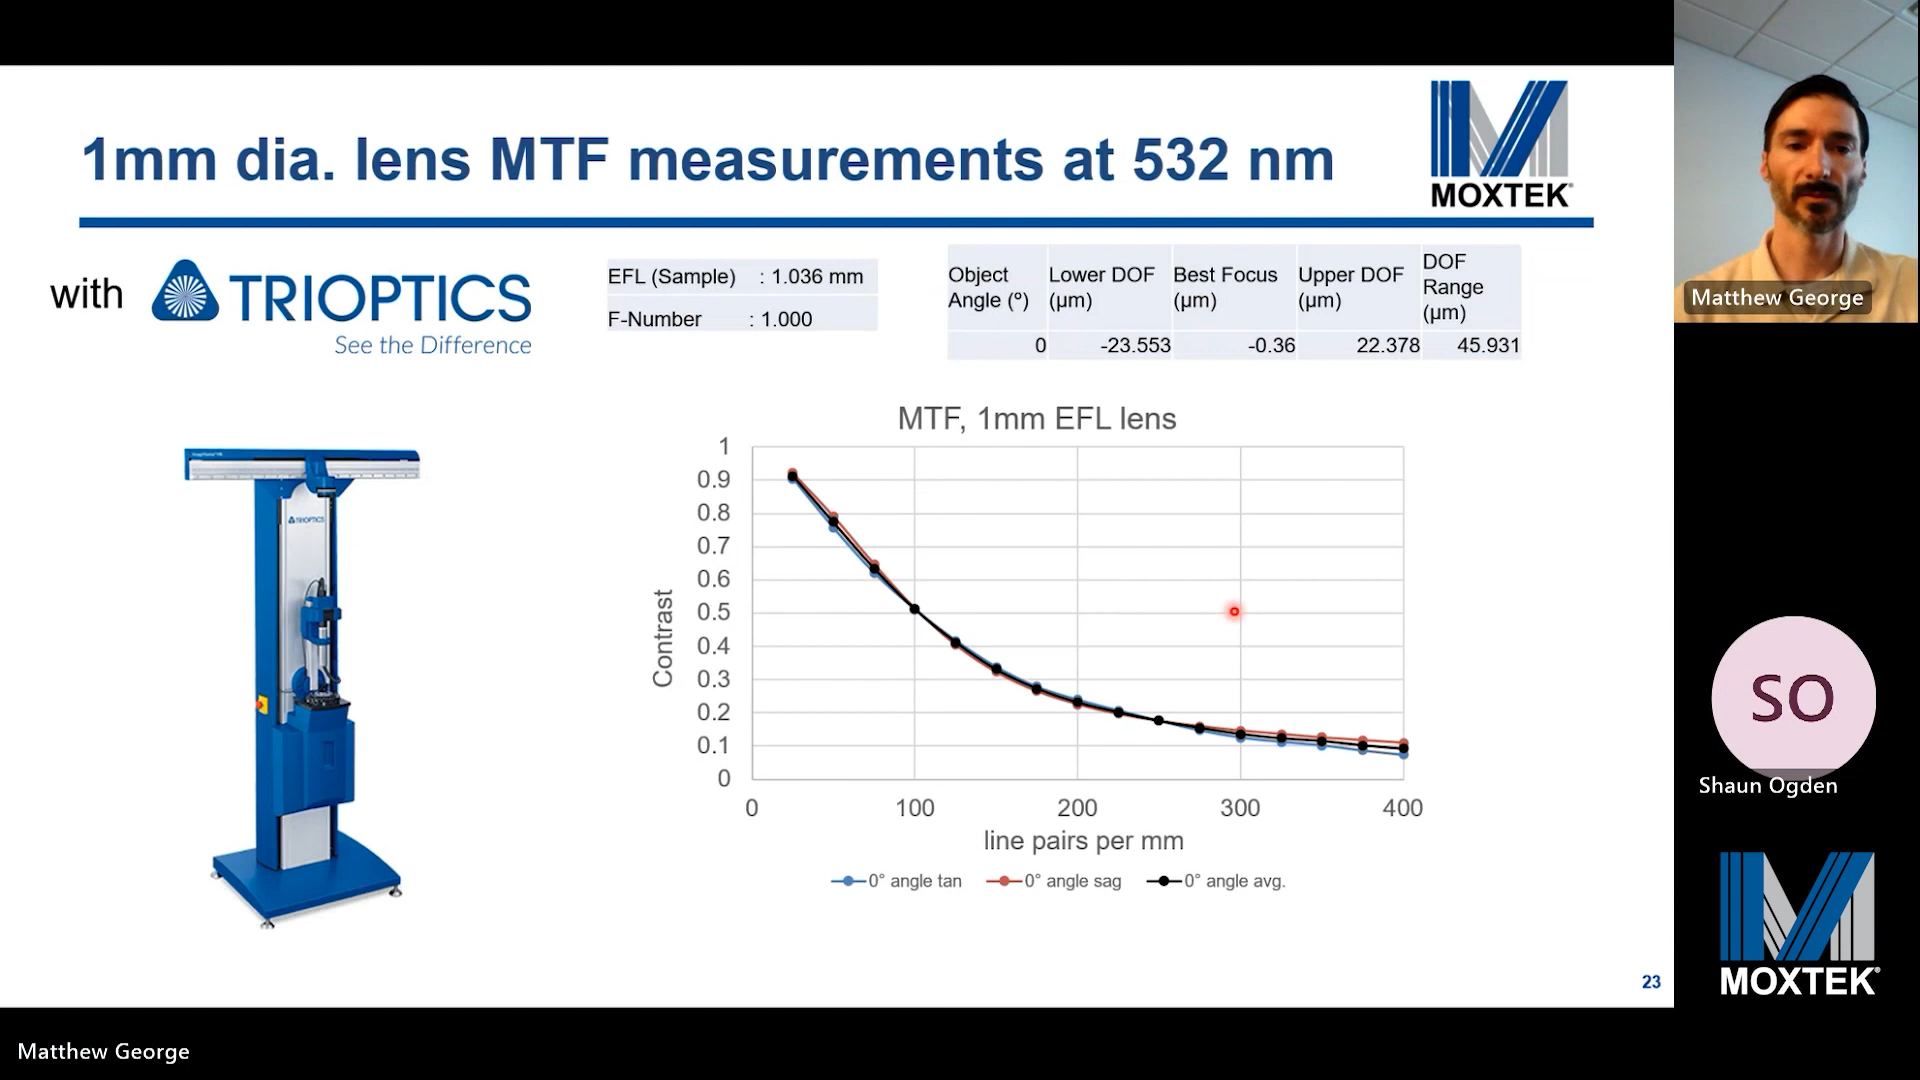 1mm dia. lens MTF measurements at 532 nm
MOXTEK®
with TRIOPTICS
See the Difference
EFL (Sample) : 1.036 mm
F-Number : 1.000
Object Angle (º) Lower DOF (µm) Best Focus (µm) Upper DOF (µm) DOF Range (µm)
0 -23.553 -0.36 22.378 45.931
TRIOPTICS
MTF, 1mm EFL lens
Contrast
1
0.9
0.8
0.7
0.6
0.5
0.4
0.3
0.2
0.1
0
0 100 200 300 400
line pairs per mm
0° angle tan 0° angle sag 0° angle avg.
23
Matthew George
SO
Shaun Ogden
MOXTEK®
Matthew George